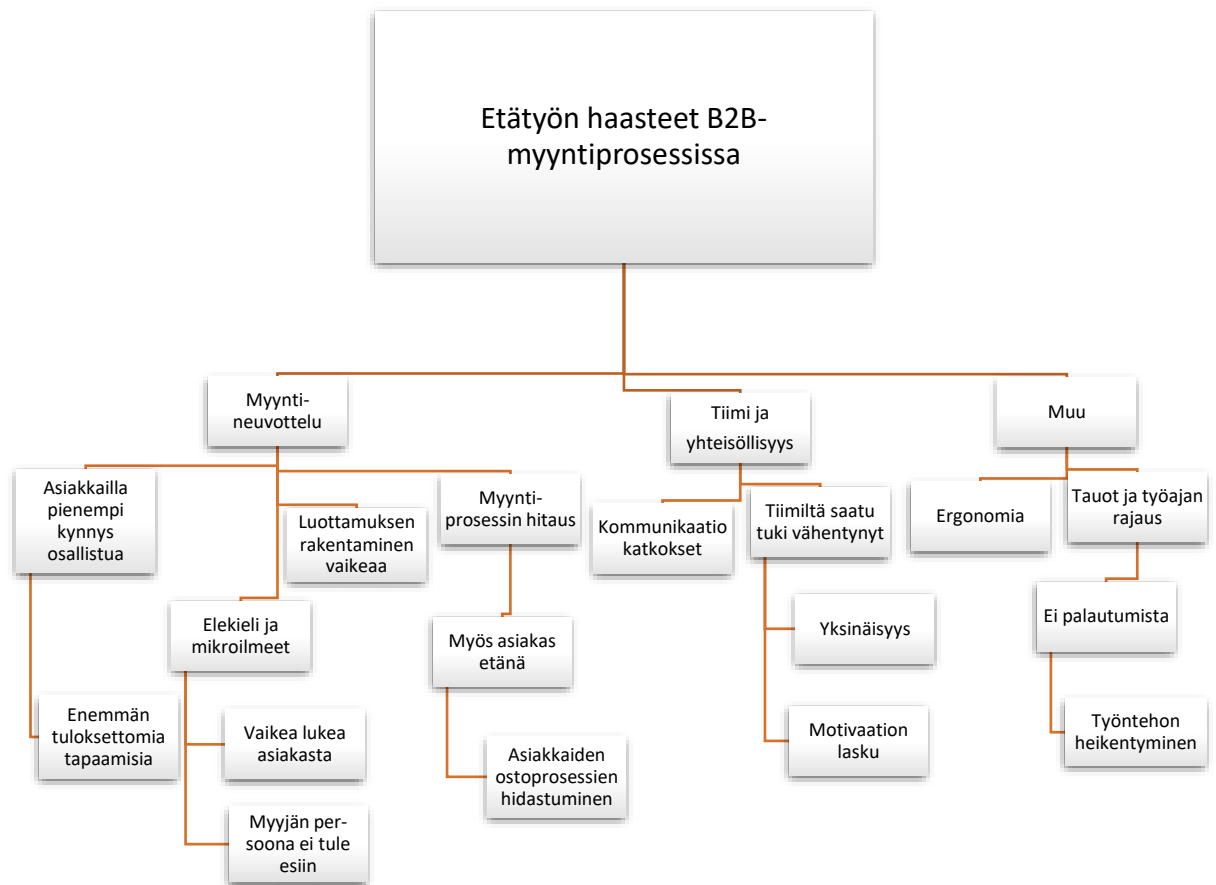 Etätyön haasteet B2B-
myyntiprosessissa
Myynti-
neuvottelu
Tiimi ja
yhteisöllisyys
Muu
Asiakkailla
pienempi
kynnys
osallistua
Luottamuksen
rakentaminen
vaikeaa
Myynti-
prosessin hitaus
Kommunikaatio
katkokset
Tiimiltä saatu
tuki vähentynyt
Ergonomia
Tauot ja työajan
rajaus
Elekieli ja
mikroilmeet
Myös asiakas
etänä
Yksinäisyys
Ei palautumista
Enemmän
tuloksettomia
tapaamisia
Vaikea lukea
asiakasta
Asiakkaiden
ostoprosessien
hidastuminen
Motivaation
lasku
Työntehon
heikentyminen
Myyjän per-
soona ei tule
esiin